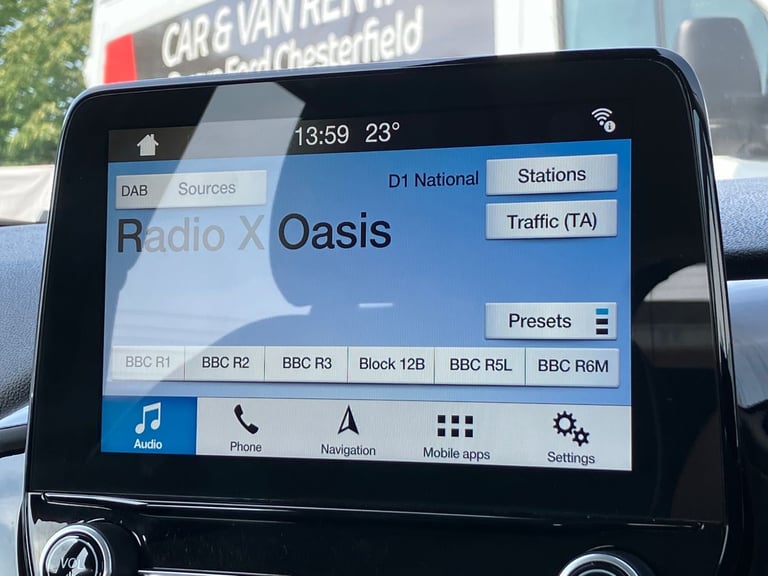 CAR & VAN REN
Ford Chesterfield
13:59 23°
DAB Sources
D1 National
Stations
Radio X Oasis
Traffic (TA)
Presets
BBC R1 BBC R2 BBC R3 Block 12B BBC R5L BBC R6M
Audio Phone Navigation Mobile apps Settings
VOL